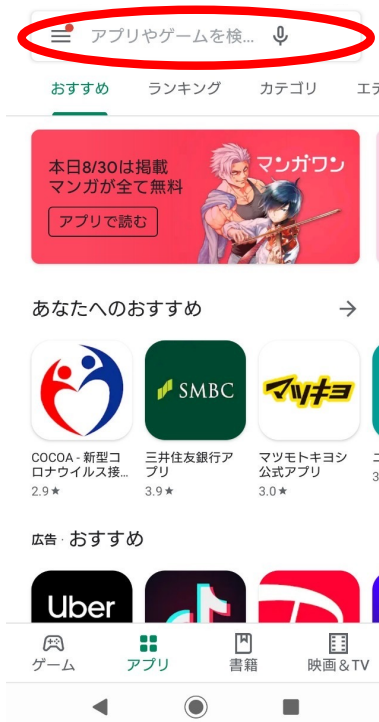 アプリやゲームを検...
おすすめ ランキング カテゴリ エデ
本日8/30は掲載
マンガが全て無料
アプリで読む
マンガワン
あなたへのおすすめ
SMBC
マツキヨ
COCOA - 新型コ
ロナウイルス接...
2.9★
三井住友銀行ア
プリ
3.9★
マツモトキヨシ
公式アプリ
3.0★
広告・おすすめ
Uber
ゲーム アプリ 書籍 映画&TV